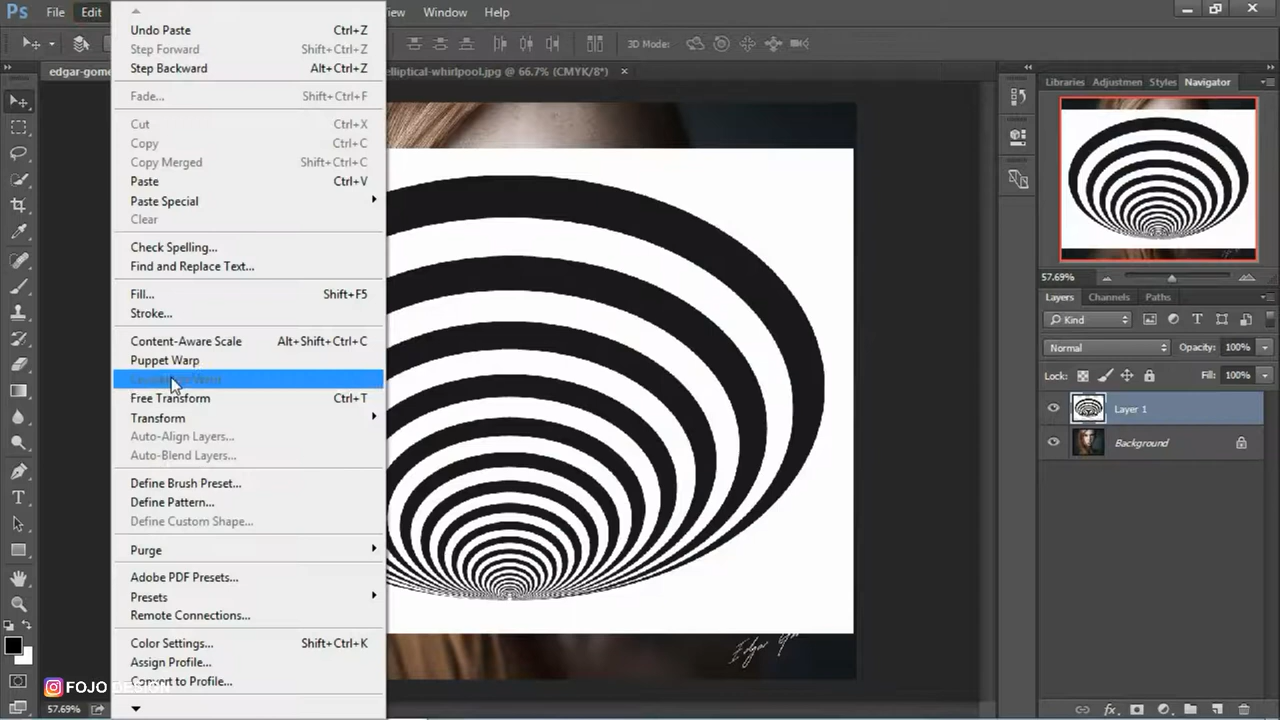 Ps File Edit iew Window Help
3D Mode:
edgar-gome
elliptical-whirlpool.jpg @ 66.7% (CMYK/8*) ×
Undo Paste Ctrl+Z
Step Forward Shift+Ctrl+Z
Step Backward Alt+Ctrl+Z
Fade... Shift+Ctrl+F
Cut Ctrl+X
Copy Ctrl+C
Copy Merged Shift+Ctrl+C
Paste Ctrl+V
Paste Special
Clear
Check Spelling...
Find and Replace Text...
Fill... Shift+F5
Stroke...
Content-Aware Scale Alt+Shift+Ctrl+C
Puppet Warp
Free Transform Ctrl+T
Transform
Auto-Align Layers...
Auto-Blend Layers...
Define Brush Preset...
Define Pattern...
Define Custom Shape...
Purge
Adobe PDF Presets...
Presets
Remote Connections...
Color Settings... Shift+Ctrl+K
Assign Profile...
Convert to Profile...
FOJO DESIGN
57.69%
Edgar
Libraries Adjustmen Styles Navigator
57.69%
Layers Channels Paths
Kind
Normal Opacity: 100%
Lock: Fill: 100%
Layer 1
Background